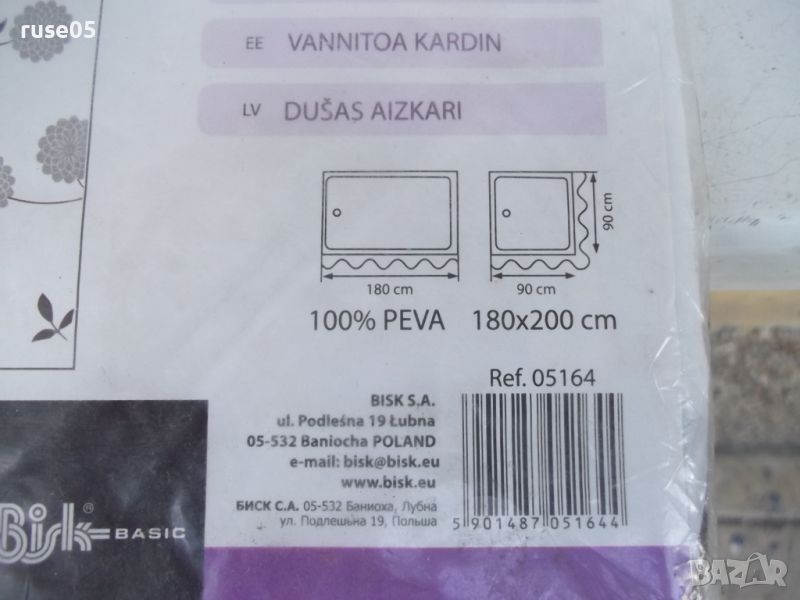 ruse05
EE VANNITOA KARDIN
LV DUŠAS AIZKARI
90 cm
180 cm
90 cm
100% PEVA 180x200 cm
Ref. 05164
BISK S.A.
ul. Podleśna 19 Łubna
05-532 Baniocha POLAND
e-mail: bisk@bisk.eu
www.bisk.eu
БИСК С.А. 05-532 Баниоха, Лубна
ул. Подлешьна 19, Польша
5 901487 051644
Bisk® BASIC
BAZAR